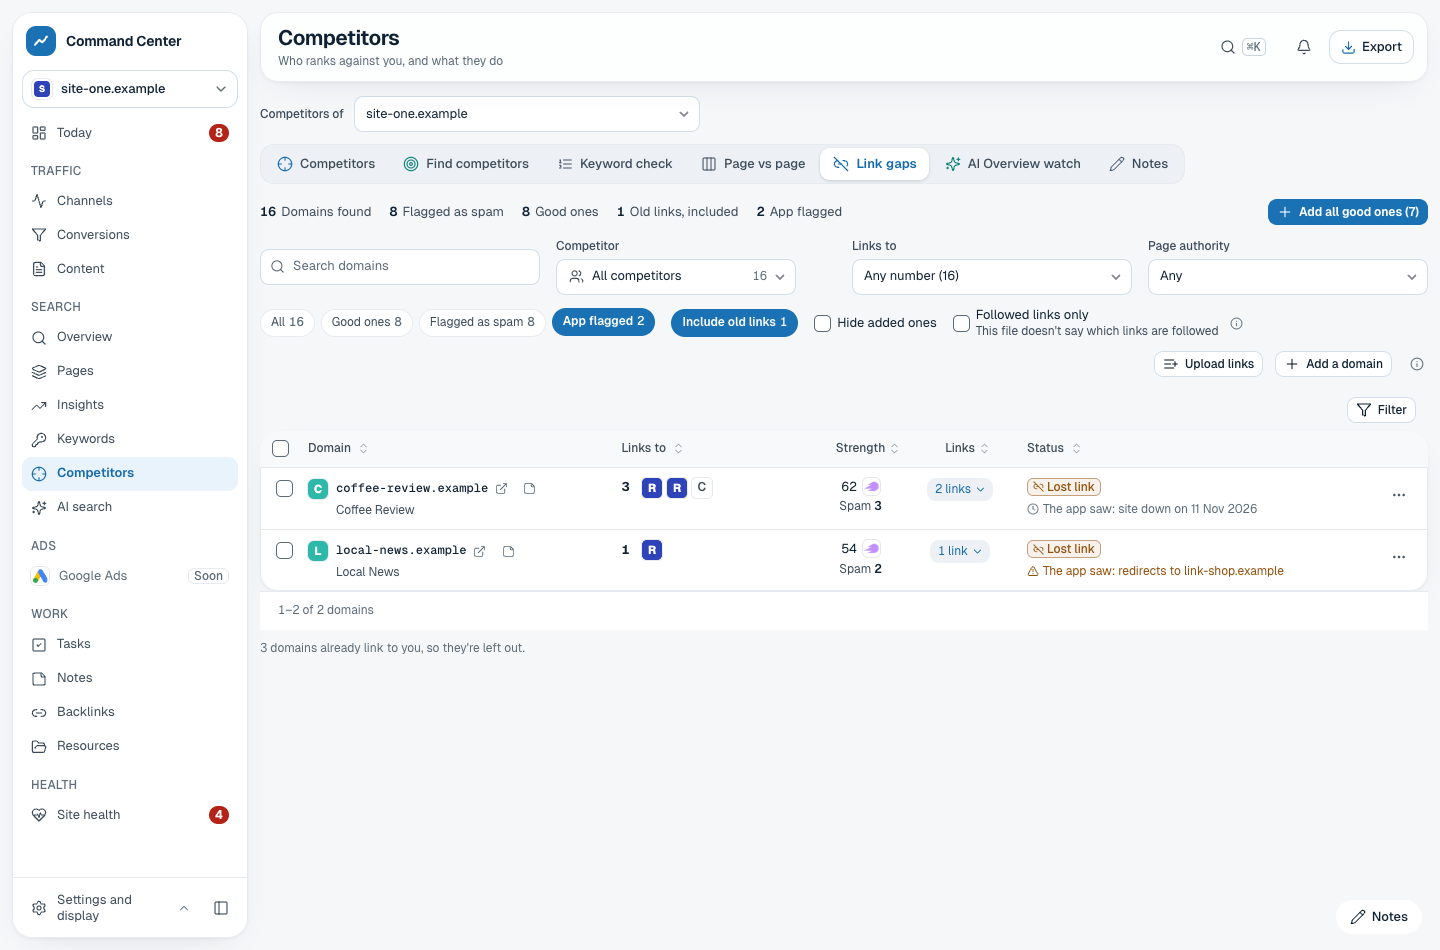 Command Center
S site-one.example
Today 8
TRAFFIC
Channels
Conversions
Content
SEARCH
Overview
Pages
Insights
Keywords
Competitors
AI search
ADS
Google Ads Soon
WORK
Tasks
Notes
Backlinks
Resources
HEALTH
Site health 4
Settings and
display
Competitors
Who ranks against you, and what they do
⌘K
Export
Competitors of site-one.example
Competitors Find competitors Keyword check Page vs page Link gaps AI Overview watch Notes
16 Domains found 8 Flagged as spam 8 Good ones 1 Old links, included 2 App flagged
Add all good ones (7)
Search domains
Competitor
All competitors 16
Links to
Any number (16)
Page authority
Any
All 16 Good ones 8 Flagged as spam 8 App flagged 2 Include old links 1 Hide added ones
Followed links only
This file doesn't say which links are followed
Upload links Add a domain
Filter
Domain Links to Strength Links Status
C coffee-review.example 3 R R C 62 2 links Lost link
Coffee Review Spam 3 The app saw: site down on 11 Nov 2026
L local-news.example 1 R 54 1 link Lost link
Local News Spam 2 The app saw: redirects to link-shop.example
1–2 of 2 domains
3 domains already link to you, so they're left out.
Notes